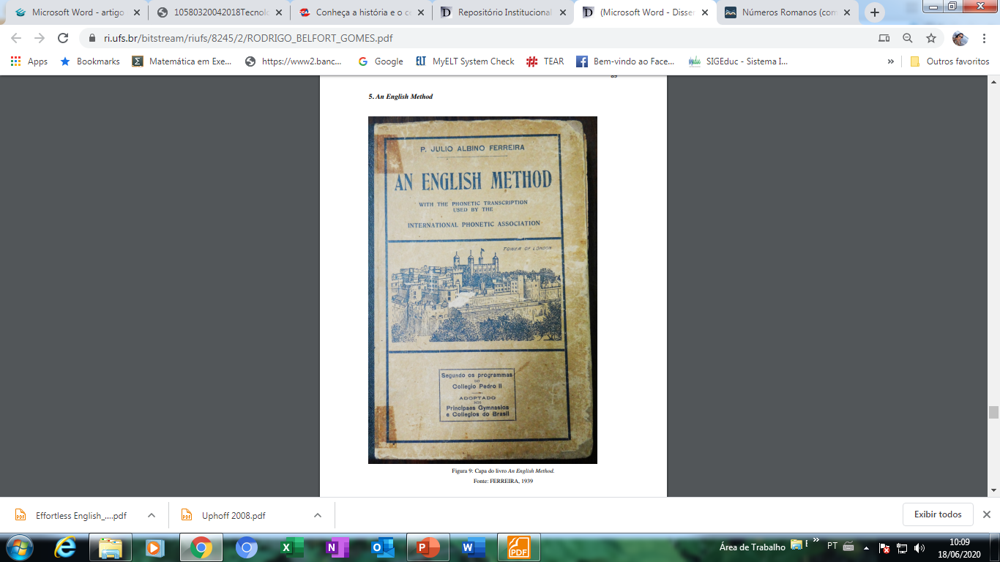 Microsoft Word - artigo
10580320042018Tecnolo
Conheça a história e o ce
Repositório Institucional
(Microsoft Word - Disser
Números Romanos (com
ri.ufs.br/bitstream/riufs/8245/2/RODRIGO_BELFORT_GOMES.pdf
Apps
Bookmarks
Matemática em Exe...
https://www2.banc...
Google
MyELT System Check
TEAR
Bem-vindo ao Face...
SIGEduc - Sistema I...
»
Outros favoritos
5. An English Method
P. JULIO ALBINO FERREIRA
AN ENGLISH METHOD
WITH THE PHONETIC TRANSCRIPTION
USED BY THE
INTERNATIONAL PHONETIC ASSOCIATION
TOWER OF LONDON
Segundo os programmas
DO
Collegio Pedro II
ADOPTADO
NOS
Principaes Gymnasios
e Collegios do Brasil
Figura 9: Capa do livro An English Method.
Fonte: FERREIRA, 1939
Effortless English_....pdf
Uphoff 2008.pdf
Exibir todos
Área de Trabalho
»
PT
10:09
18/06/2020